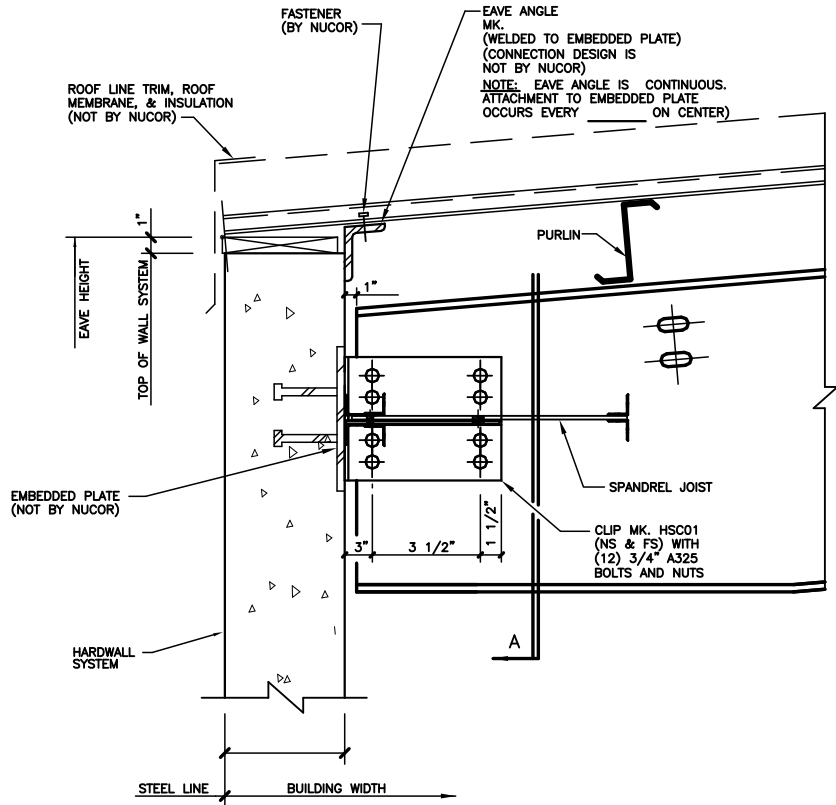 FASTENER
(BY NUCOR)
EAVE ANGLE
MK.
(WELDED TO EMBEDDED PLATE)
(CONNECTION DESIGN IS
NOT BY NUCOR)
NOTE: EAVE ANGLE IS CONTINUOUS.
ATTACHMENT TO EMBEDDED PLATE
OCCURS EVERY ______ ON CENTER)
ROOF LINE TRIM, ROOF
MEMBRANE, & INSULATION
(NOT BY NUCOR)
1"
EAVE HEIGHT
TOP OF WALL SYSTEM
PURLIN
1"
SPANDREL JOIST
EMBEDDED PLATE
(NOT BY NUCOR)
3"
3 1/2"
1 1/2"
CLIP MK. HSC01
(NS & FS) WITH
(12) 3/4" A325
BOLTS AND NUTS
A
HARDWALL
SYSTEM
STEEL LINE
BUILDING WIDTH